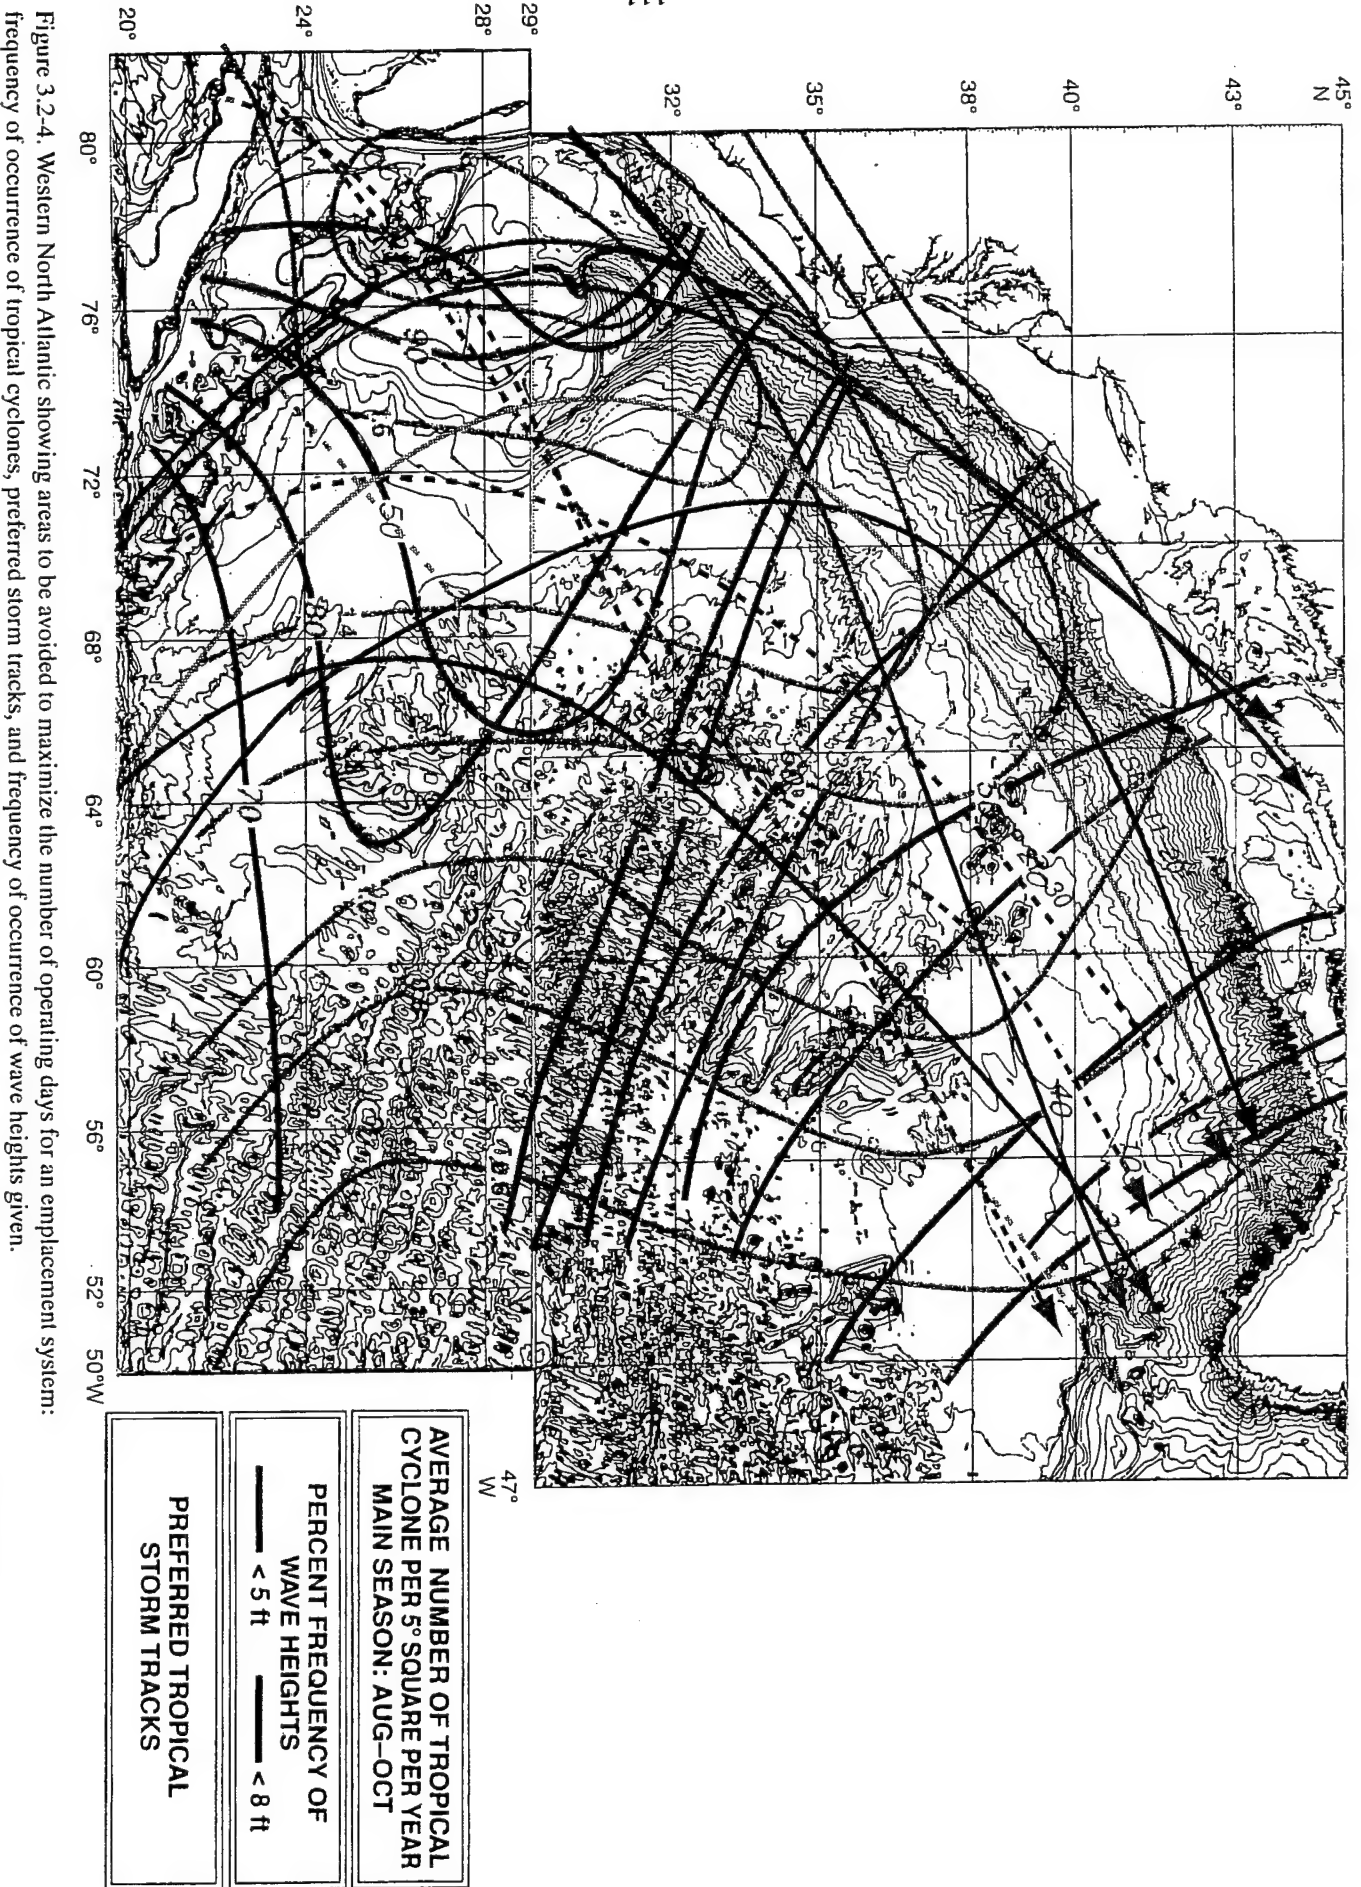 45°
N
43°
40°
38°
35°
32°
29°
28°
24°
20°
80°
76°
72°
68°
64°
60°
56°
52°
50°W
47°
W
90
50
70
50
30
40
AVERAGE NUMBER OF TROPICAL
CYCLONE PER 5° SQUARE PER YEAR
MAIN SEASON: AUG–OCT
PERCENT FREQUENCY OF
WAVE HEIGHTS
< 5 ft < 8 ft
PREFERRED TROPICAL
STORM TRACKS
Figure 3.2-4. Western North Atlantic showing areas to be avoided to maximize the number of operating days for an emplacement system:
frequency of occurrence of tropical cyclones, preferred storm tracks, and frequency of occurrence of wave heights given.